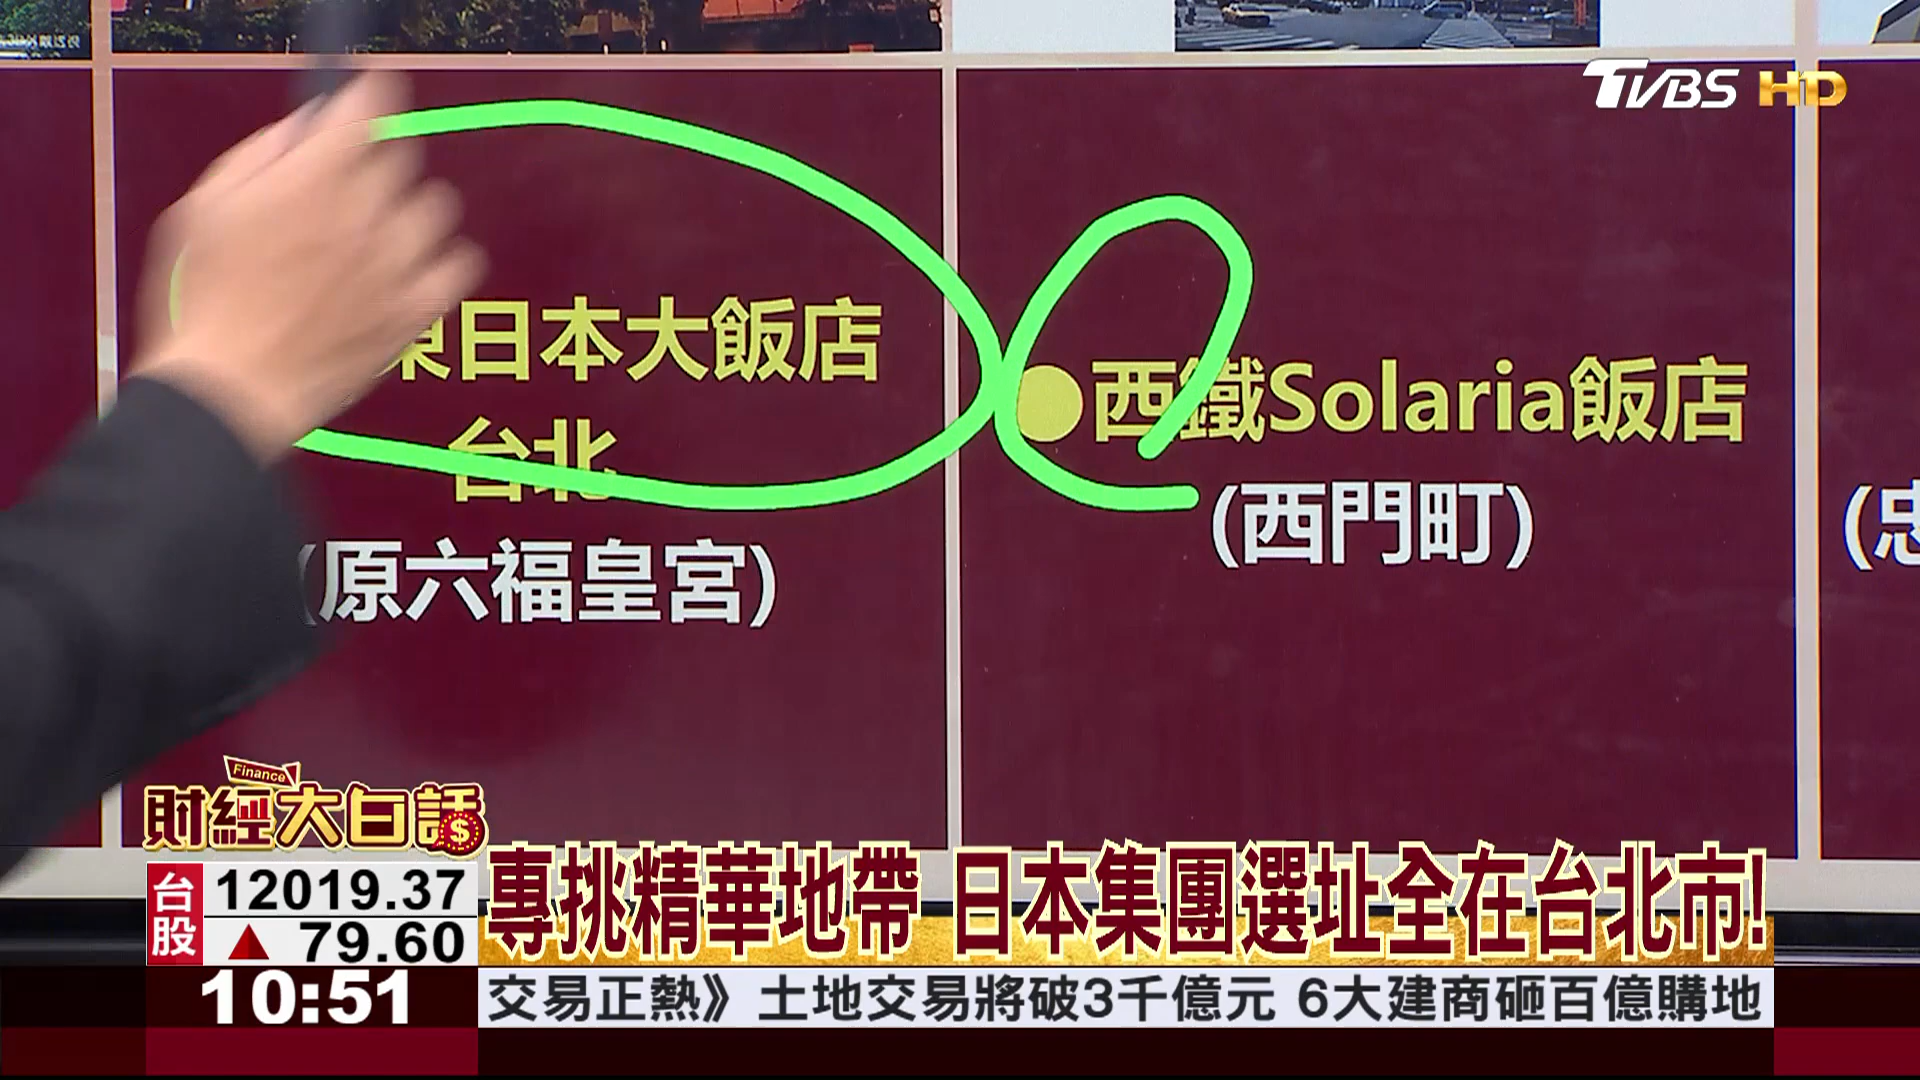 TVBS HD
東日本大飯店
台北
(原六福皇宮)
●西鐵Solaria飯店
(西門町)
(忠
Finance
財經大白話
專挑精華地帶 日本集團選址全在台北市!
台股
12019.37
▲ 79.60
10:51
交易正熱》土地交易將破3千億元 6大建商砸百億購地